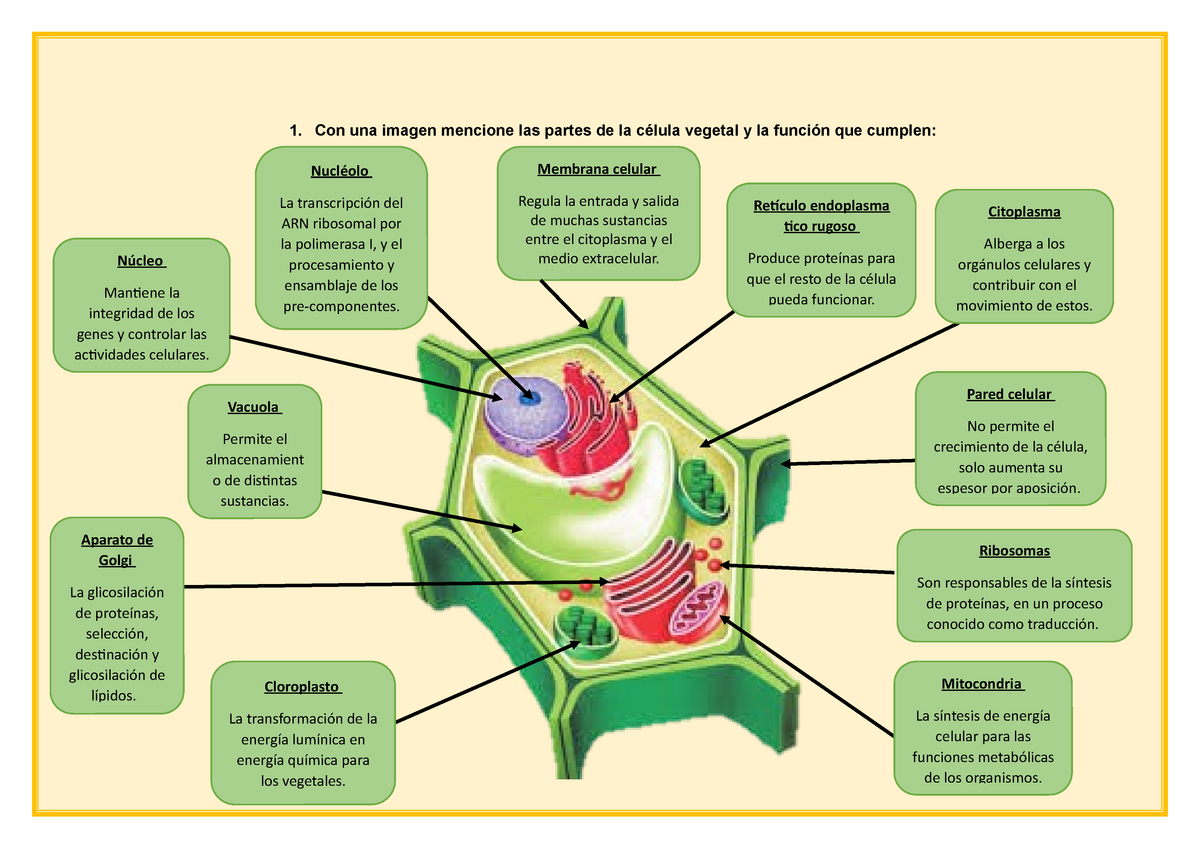 1. Con una imagen mencione las partes de la célula vegetal y la función que cumplen:
Nucléolo
La transcripción del
ARN ribosomal por
la polimerasa I, y el
procesamiento y
ensamblaje de los
pre-componentes.
Membrana celular
Regula la entrada y salida
de muchas sustancias
entre el citoplasma y el
medio extracelular.
Retículo endoplasma
tico rugoso
Produce proteínas para
que el resto de la célula
pueda funcionar.
Citoplasma
Alberga a los
orgánulos celulares y
contribuir con el
movimiento de estos.
Núcleo
Mantiene la
integridad de los
genes y controlar las
actividades celulares.
Vacuola
Permite el
almacenamient
o de distintas
sustancias.
Pared celular
No permite el
crecimiento de la célula,
solo aumenta su
espesor por aposición.
Aparato de
Golgi
La glicosilación
de proteínas,
selección,
destinación y
glicosilación de
lípidos.
Ribosomas
Son responsables de la síntesis
de proteínas, en un proceso
conocido como traducción.
Cloroplasto
La transformación de la
energía lumínica en
energía química para
los vegetales.
Mitocondria
La síntesis de energía
celular para las
funciones metabólicas
de los organismos.